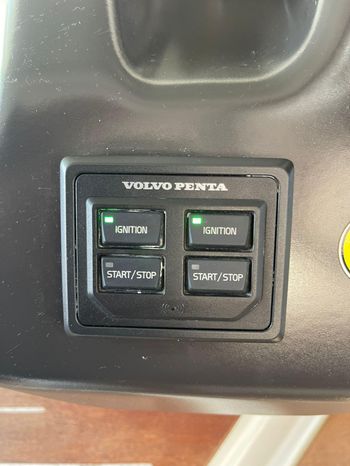 VOLVO PENTA
IGNITION IGNITION
START/STOP START/STOP